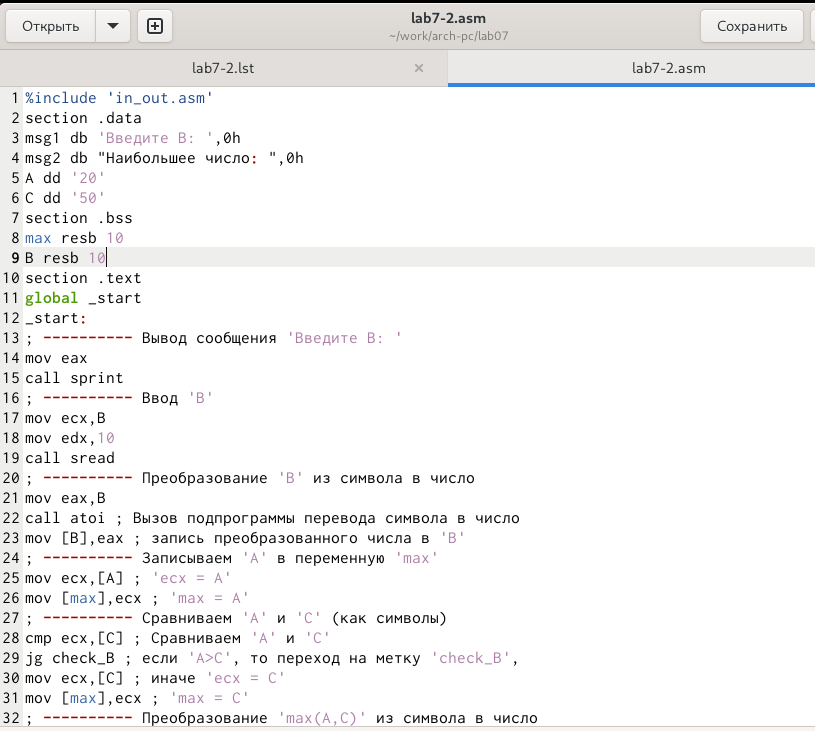 Открыть
lab7-2.asm
~/work/arch-pc/lab07
Сохранить
lab7-2.lst
lab7-2.asm
1 %include 'in_out.asm'
2 section .data
3 msg1 db 'Введите B: ',0h
4 msg2 db "Наибольшее число: ",0h
5 A dd '20'
6 C dd '50'
7 section .bss
8 max resb 10
9 B resb 10
10 section .text
11 global _start
12 _start:
13 ; ---------- Вывод сообщения 'Введите B: '
14 mov eax
15 call sprint
16 ; ---------- Ввод 'B'
17 mov ecx,B
18 mov edx,10
19 call sread
20 ; ---------- Преобразование 'B' из символа в число
21 mov eax,B
22 call atoi ; Вызов подпрограммы перевода символа в число
23 mov [B],eax ; запись преобразованного числа в 'B'
24 ; ---------- Записываем 'A' в переменную 'max'
25 mov ecx,[A] ; 'ecx = A'
26 mov [max],ecx ; 'max = A'
27 ; ---------- Сравниваем 'A' и 'С' (как символы)
28 cmp ecx,[C] ; Сравниваем 'A' и 'С'
29 jg check_B ; если 'A>C', то переход на метку 'check_B',
30 mov ecx,[C] ; иначе 'ecx = C'
31 mov [max],ecx ; 'max = C'
32 ; ---------- Преобразование 'max(A,C)' из символа в число